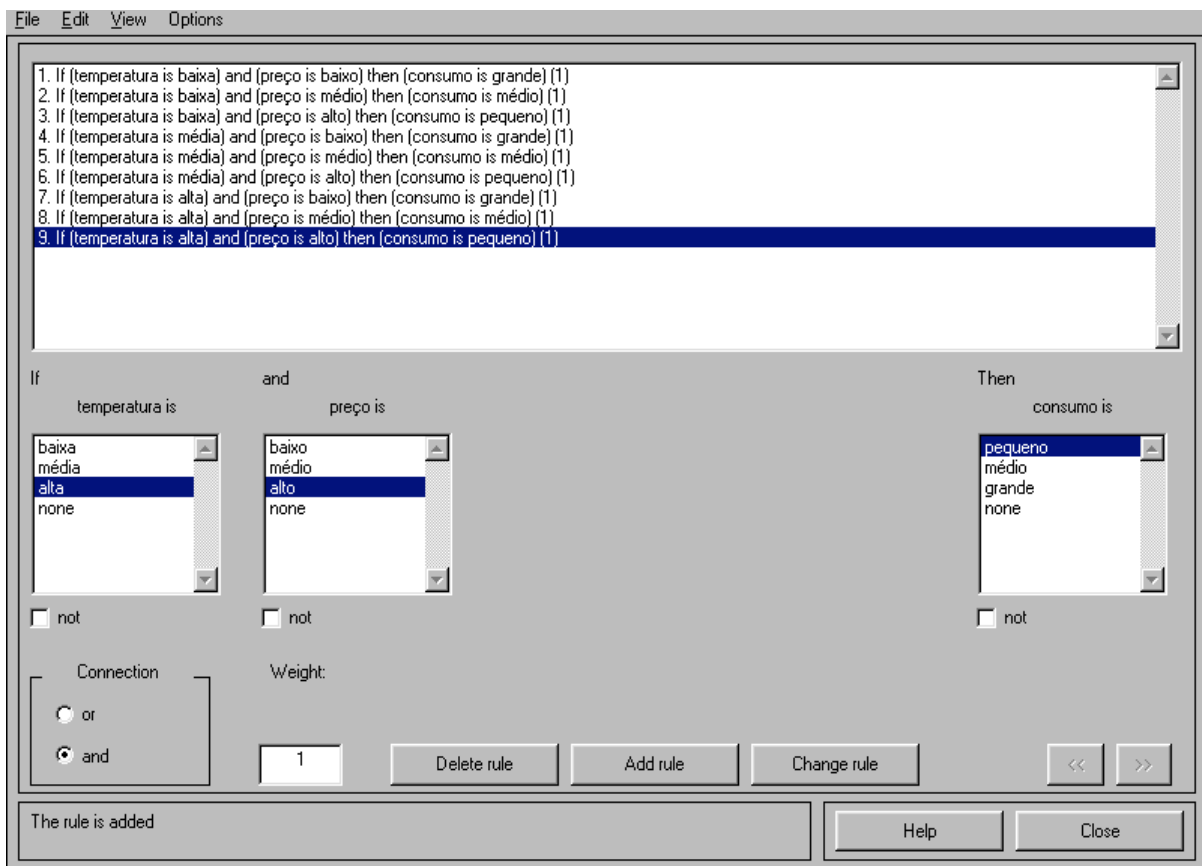 File Edit View Options
1. If (temperatura is baixa) and (preço is baixo) then (consumo is grande) (1)
2. If (temperatura is baixa) and (preço is médio) then (consumo is médio) (1)
3. If (temperatura is baixa) and (preço is alto) then (consumo is pequeno) (1)
4. If (temperatura is média) and (preço is baixo) then (consumo is grande) (1)
5. If (temperatura is média) and (preço is médio) then (consumo is médio) (1)
6. If (temperatura is média) and (preço is alto) then (consumo is pequeno) (1)
7. If (temperatura is alta) and (preço is baixo) then (consumo is grande) (1)
8. If (temperatura is alta) and (preço is médio) then (consumo is médio) (1)
9. If (temperatura is alta) and (preço is alto) then (consumo is pequeno) (1)
If and Then
temperatura is preço is consumo is
baixa baixo pequeno
média médio médio
alta alto grande
none none none
not not not
Connection Weight:
or
and 1 Delete rule Add rule Change rule << >>
The rule is added Help Close